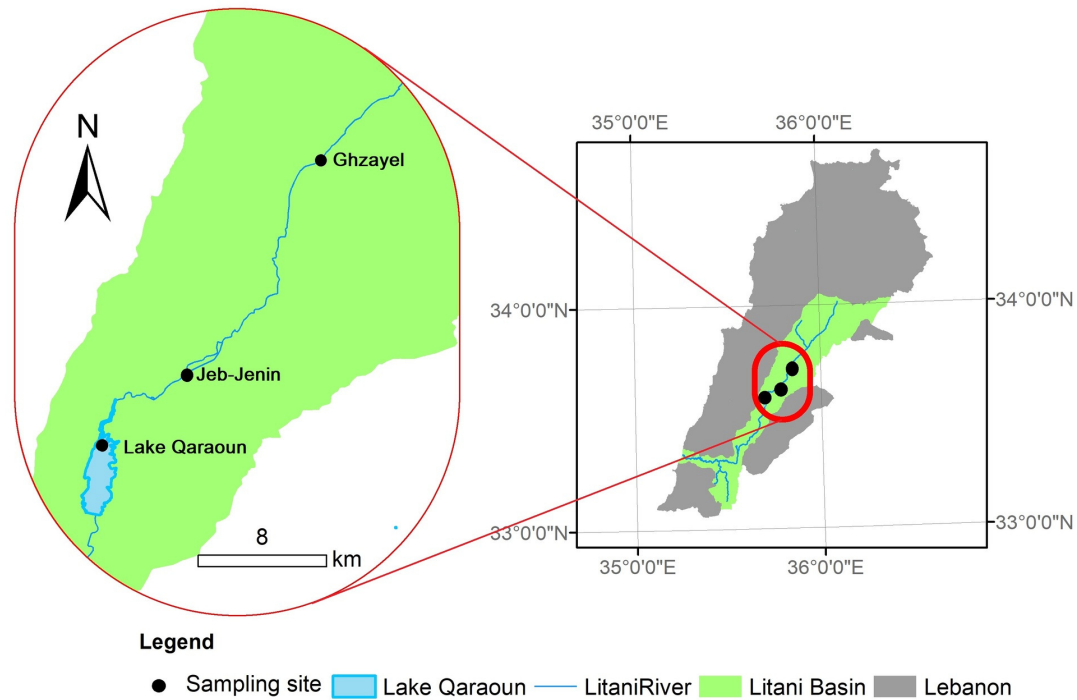 N
Ghzayel
Jeb-Jenin
Lake Qaraoun
8
km
35°0'0"E
36°0'0"E
34°0'0"N
34°0'0"N
33°0'0"N
33°0'0"N
35°0'0"E
36°0'0"E
Legend
Sampling site
Lake Qaraoun
LitaniRiver
Litani Basin
Lebanon